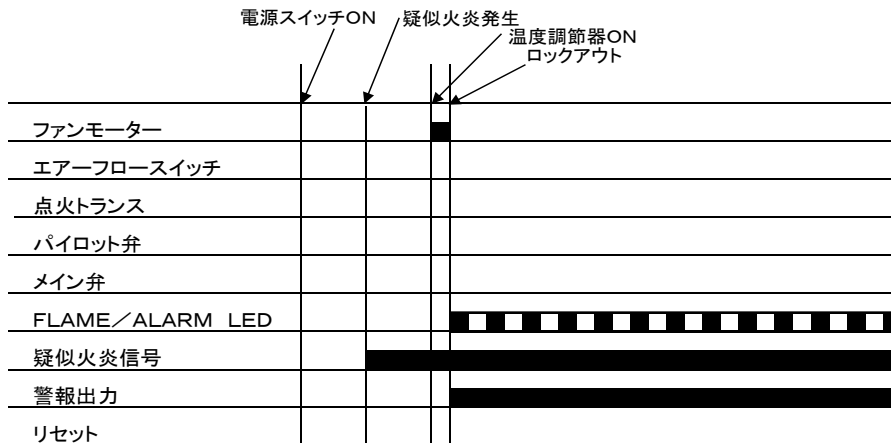 電源スイッチON
疑似火炎発生
温度調節器ON
ロックアウト
ファンモーター
エアーフロースイッチ
点火トランス
パイロット弁
メイン弁
FLAME／ALARM LED
疑似火炎信号
警報出力
リセット